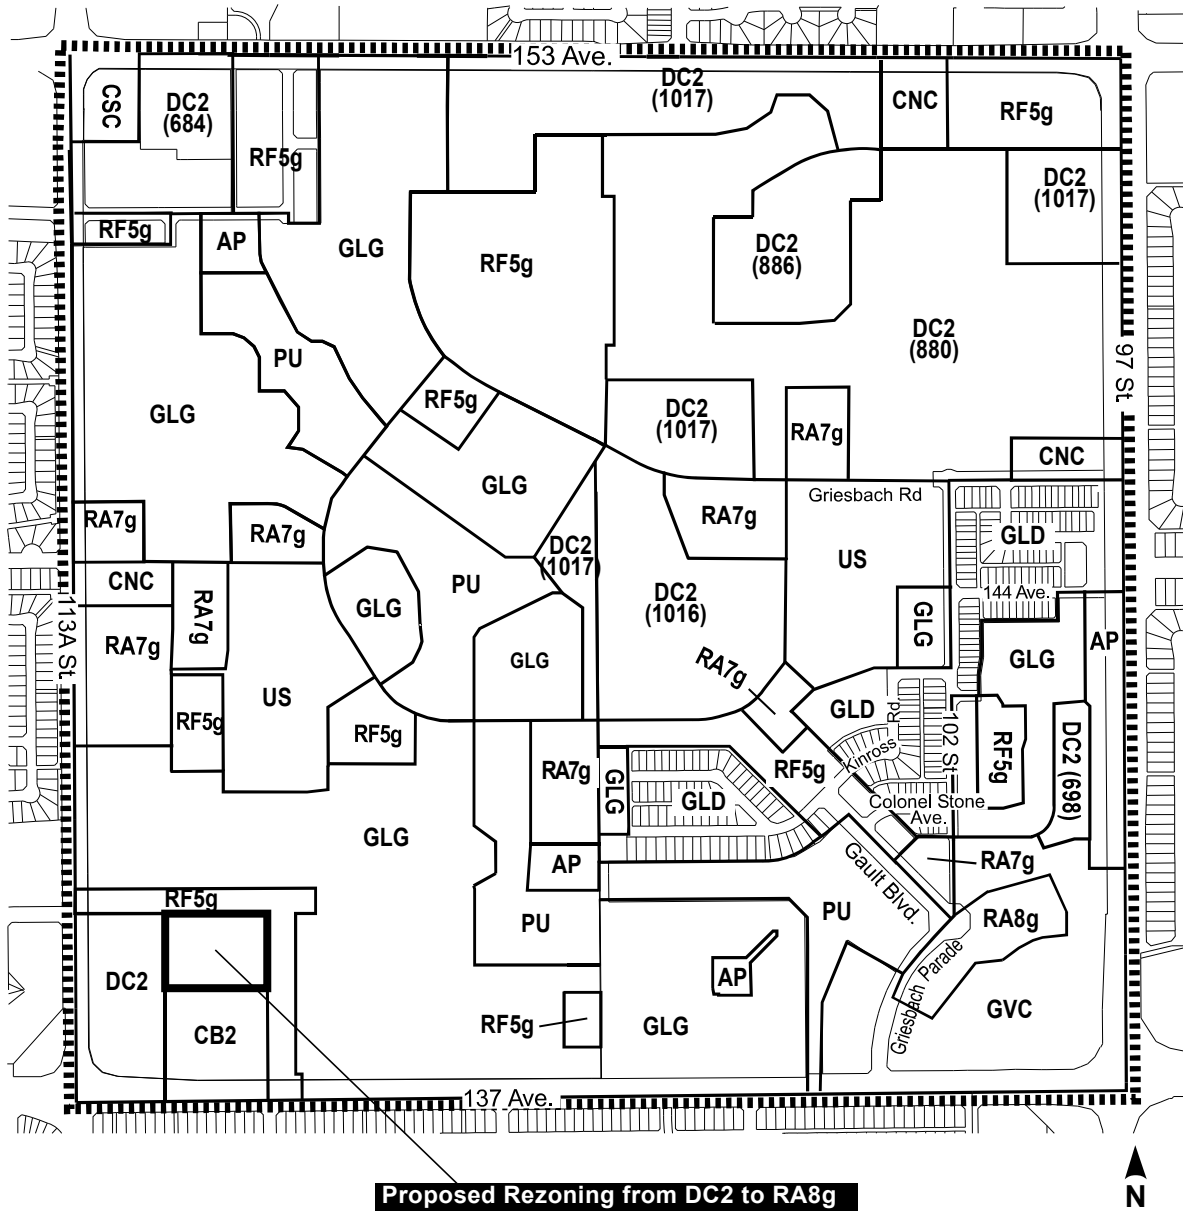 153 Ave.
CSC
DC2
(684)
RF5g
DC2
(1017)
CNC
RF5g
DC2
(1017)
RF5g
AP
GLG
RF5g
DC2
(886)
DC2
(880)
97 St
PU
GLG
RF5g
DC2
(1017)
RA7g
CNC
GLG
Griesbach Rd
RA7g
RA7g
RA7g
GLD
US
DC2
(1017)
CNC
PU
144 Ave.
113A St.
RA7g
GLG
DC2
(1016)
GLG
RA7g
GLG
RA7g
GLG
AP
US
RF5g
RF5g
GLD
Rd
102 St
RF5g
DC2 (698)
Kinross
RA7g
GLG
RF5g
GLD
Colonel Stone
Ave.
GLG
AP
Gault Blvd.
RA7g
RF5g
PU
PU
RA8g
DC2
AP
Griesbach Parade
GVC
CB2
RF5g
GLG
137 Ave.
N
Proposed Rezoning from DC2 to RA8g